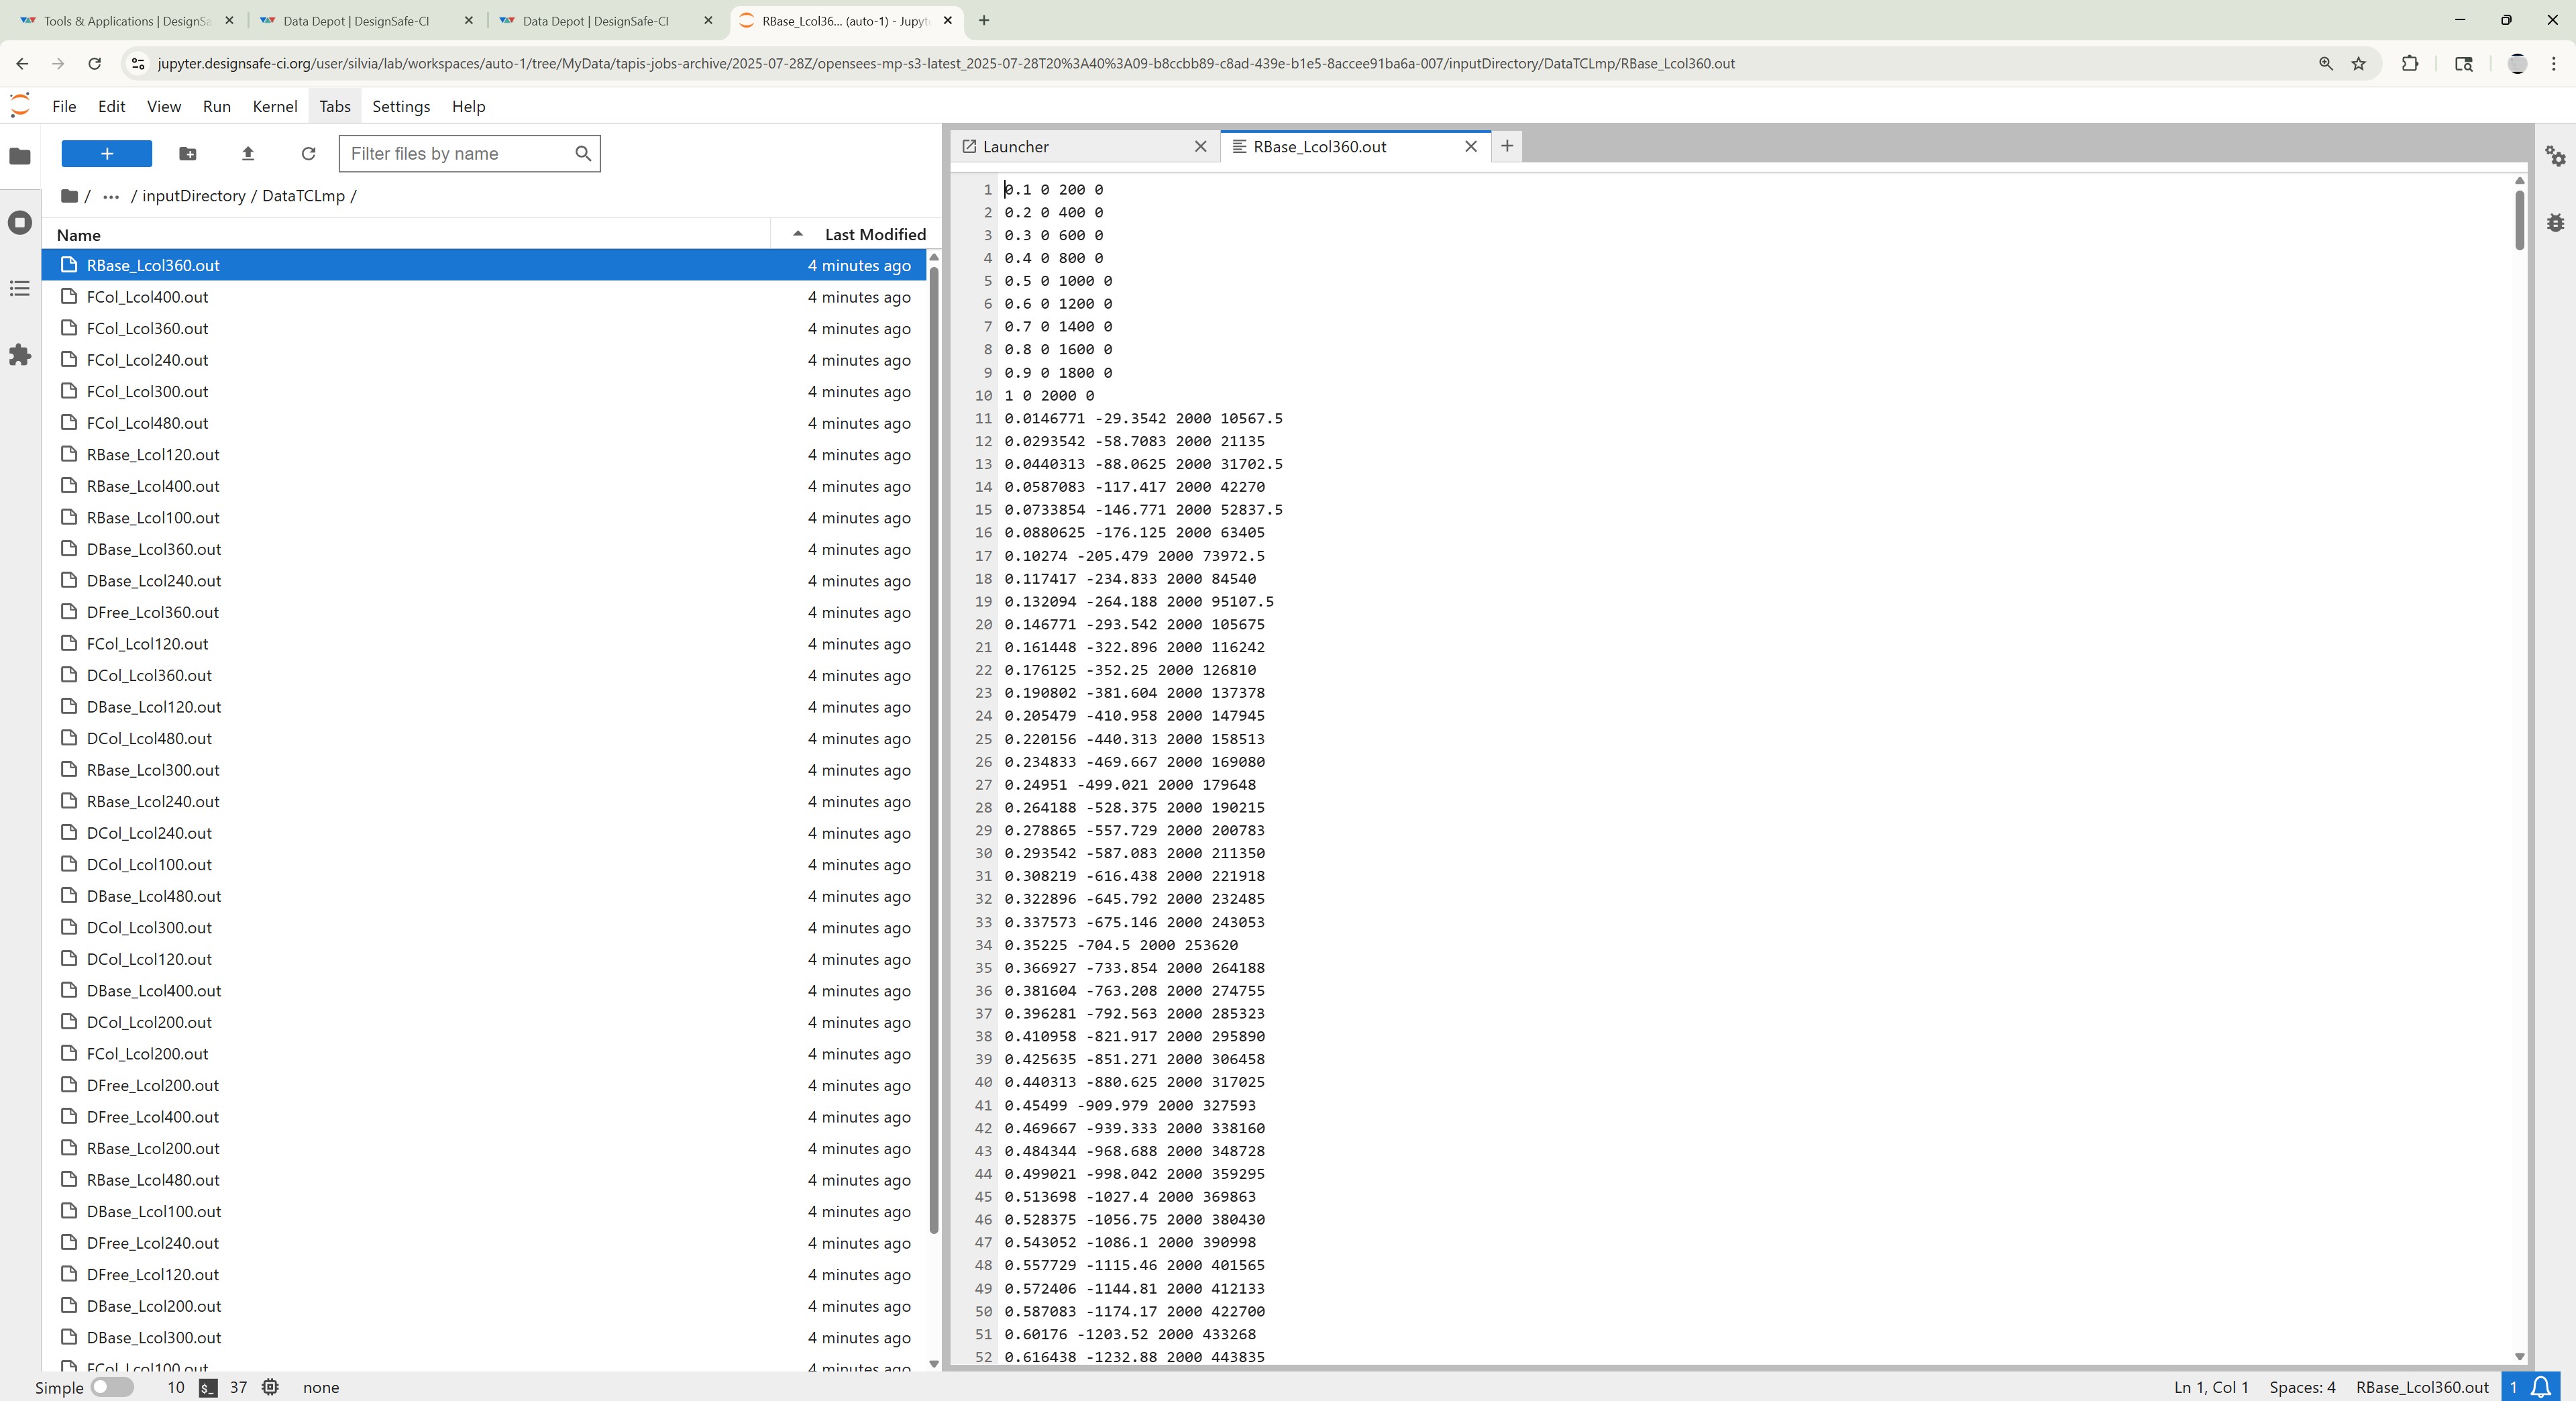 Tools & Applications | DesignSa
Data Depot | DesignSafe-CI
Data Depot | DesignSafe-CI
RBase_Lcol36... (auto-1) - Jupyt
jupyter.designsafe-ci.org/user/silvia/lab/workspaces/auto-1/tree/MyData/tapis-jobs-archive/2025-07-28Z/opensees-mp-s3-latest_2025-07-28T20%3A40%3A09-b8ccbb89-c8ad-439e-b1e5-8accee91ba6a-007/inputDirectory/DataTCLmp/RBase_Lcol360.out
File Edit View Run Kernel Tabs Settings Help
+
Filter files by name
/ ··· / inputDirectory / DataTCLmp /
Name Last Modified
RBase_Lcol360.out 4 minutes ago
FCol_Lcol400.out 4 minutes ago
FCol_Lcol360.out 4 minutes ago
FCol_Lcol240.out 4 minutes ago
FCol_Lcol300.out 4 minutes ago
FCol_Lcol480.out 4 minutes ago
RBase_Lcol120.out 4 minutes ago
RBase_Lcol400.out 4 minutes ago
RBase_Lcol100.out 4 minutes ago
DBase_Lcol360.out 4 minutes ago
DBase_Lcol240.out 4 minutes ago
DFree_Lcol360.out 4 minutes ago
FCol_Lcol120.out 4 minutes ago
DCol_Lcol360.out 4 minutes ago
DBase_Lcol120.out 4 minutes ago
DCol_Lcol480.out 4 minutes ago
RBase_Lcol300.out 4 minutes ago
RBase_Lcol240.out 4 minutes ago
DCol_Lcol240.out 4 minutes ago
DCol_Lcol100.out 4 minutes ago
DBase_Lcol480.out 4 minutes ago
DCol_Lcol300.out 4 minutes ago
DCol_Lcol120.out 4 minutes ago
DBase_Lcol400.out 4 minutes ago
DCol_Lcol200.out 4 minutes ago
FCol_Lcol200.out 4 minutes ago
DFree_Lcol200.out 4 minutes ago
DFree_Lcol400.out 4 minutes ago
RBase_Lcol200.out 4 minutes ago
RBase_Lcol480.out 4 minutes ago
DBase_Lcol100.out 4 minutes ago
DFree_Lcol240.out 4 minutes ago
DFree_Lcol120.out 4 minutes ago
DBase_Lcol200.out 4 minutes ago
DBase_Lcol300.out 4 minutes ago
FCol_Lcol100.out 4 minutes ago
Launcher
RBase_Lcol360.out
1 0.1 0 200 0
2 0.2 0 400 0
3 0.3 0 600 0
4 0.4 0 800 0
5 0.5 0 1000 0
6 0.6 0 1200 0
7 0.7 0 1400 0
8 0.8 0 1600 0
9 0.9 0 1800 0
10 1 0 2000 0
11 0.0146771 -29.3542 2000 10567.5
12 0.0293542 -58.7083 2000 21135
13 0.0440313 -88.0625 2000 31702.5
14 0.0587083 -117.417 2000 42270
15 0.0733854 -146.771 2000 52837.5
16 0.0880625 -176.125 2000 63405
17 0.10274 -205.479 2000 73972.5
18 0.117417 -234.833 2000 84540
19 0.132094 -264.188 2000 95107.5
20 0.146771 -293.542 2000 105675
21 0.161448 -322.896 2000 116242
22 0.176125 -352.25 2000 126810
23 0.190802 -381.604 2000 137378
24 0.205479 -410.958 2000 147945
25 0.220156 -440.313 2000 158513
26 0.234833 -469.667 2000 169080
27 0.24951 -499.021 2000 179648
28 0.264188 -528.375 2000 190215
29 0.278865 -557.729 2000 200783
30 0.293542 -587.083 2000 211350
31 0.308219 -616.438 2000 221918
32 0.322896 -645.792 2000 232485
33 0.337573 -675.146 2000 243053
34 0.35225 -704.5 2000 253620
35 0.366927 -733.854 2000 264188
36 0.381604 -763.208 2000 274755
37 0.396281 -792.563 2000 285323
38 0.410958 -821.917 2000 295890
39 0.425635 -851.271 2000 306458
40 0.440313 -880.625 2000 317025
41 0.45499 -909.979 2000 327593
42 0.469667 -939.333 2000 338160
43 0.484344 -968.688 2000 348728
44 0.499021 -998.042 2000 359295
45 0.513698 -1027.4 2000 369863
46 0.528375 -1056.75 2000 380430
47 0.543052 -1086.1 2000 390998
48 0.557729 -1115.46 2000 401565
49 0.572406 -1144.81 2000 412133
50 0.587083 -1174.17 2000 422700
51 0.60176 -1203.52 2000 433268
52 0.616438 -1232.88 2000 443835
Simple 10 $_ 37 none
Ln 1, Col 1 Spaces: 4 RBase_Lcol360.out 1